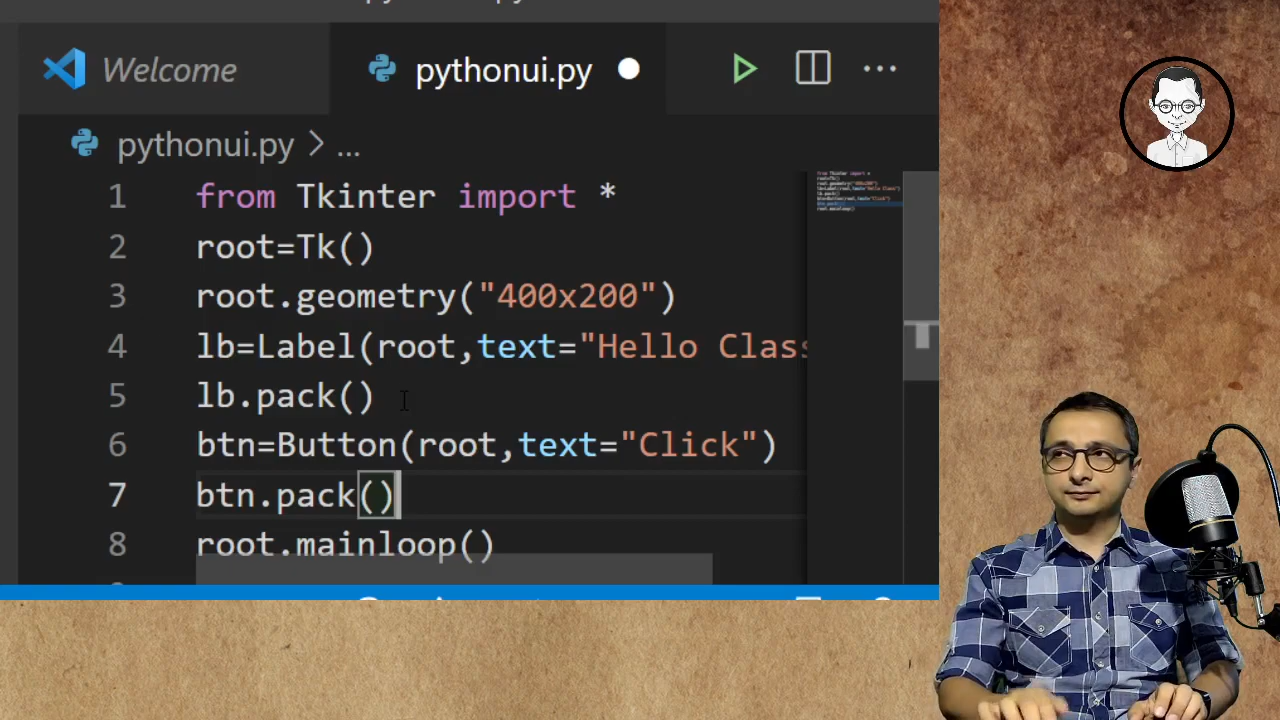 Welcome
pythonui.py
pythonui.py > ...
1 from Tkinter import *
2 root=Tk()
3 root.geometry("400x200")
4 lb=Label(root,text="Hello Class
5 lb.pack()
6 btn=Button(root,text="Click")
7 btn.pack()
8 root.mainloop()